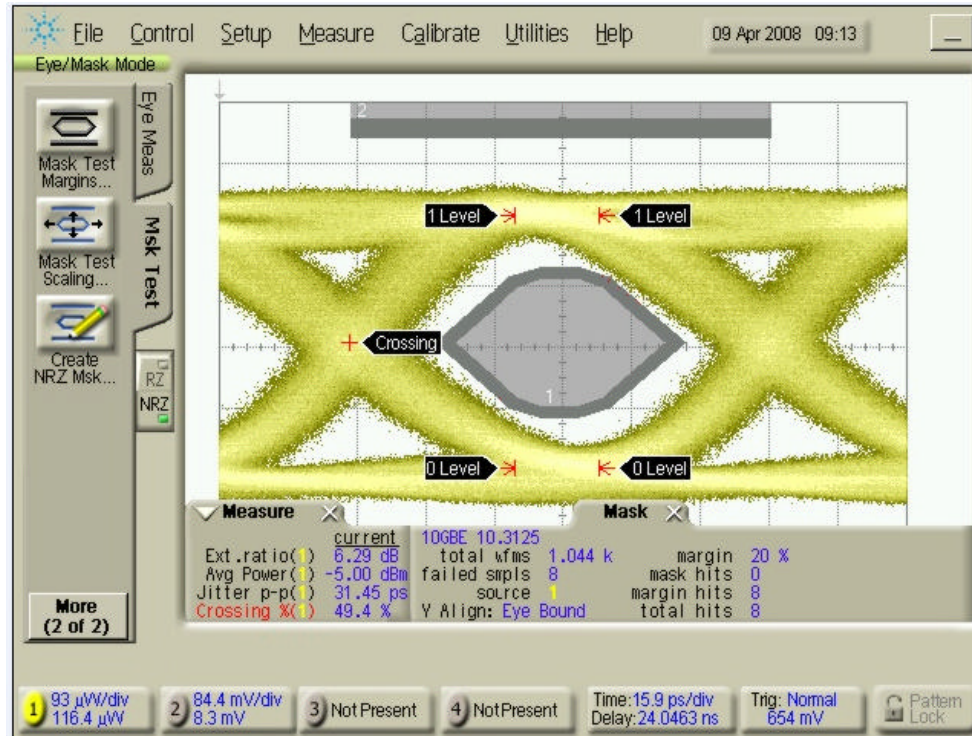 File Control Setup Measure Calibrate Utilities Help 09 Apr 2008 09:13
Eye/Mask Mode
Eye Meas
Mask Test
Margins...
Msk Test
Mask Test
Scaling...
Create
NRZ Msk...
RZ
NRZ
More
(2 of 2)
2
1 Level 1 Level
Crossing
1
0 Level 0 Level
Measure
current
Ext.ratio(1) 6.29 dB
Avg Power(1) -5.00 dBm
Jitter p-p(1) 31.45 ps
Crossing %(1) 49.4 %
Mask
10GBE 10.3125
total wfms 1.044 k margin 20 %
failed smpls 8 mask hits 0
source 1 margin hits 8
Y Align: Eye Bound total hits 8
1 93 µW/div
116.4 µW
2 84.4 mV/div
8.3 mV
3 Not Present
4 Not Present
Time:15.9 ps/div
Delay:24.0463 ns
Trig: Normal
654 mV
Pattern
Lock